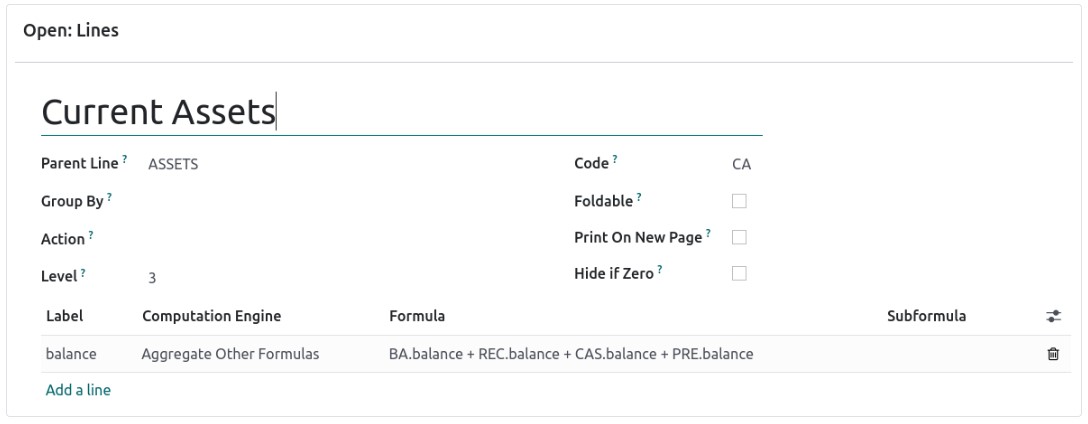 Open: Lines
Current Assets
Parent Line ? ASSETS Code ? CA
Group By ? Foldable ?
Action ? Print On New Page ?
Level ? 3 Hide if Zero ?
Label Computation Engine Formula Subformula
balance Aggregate Other Formulas BA.balance + REC.balance + CAS.balance + PRE.balance
Add a line